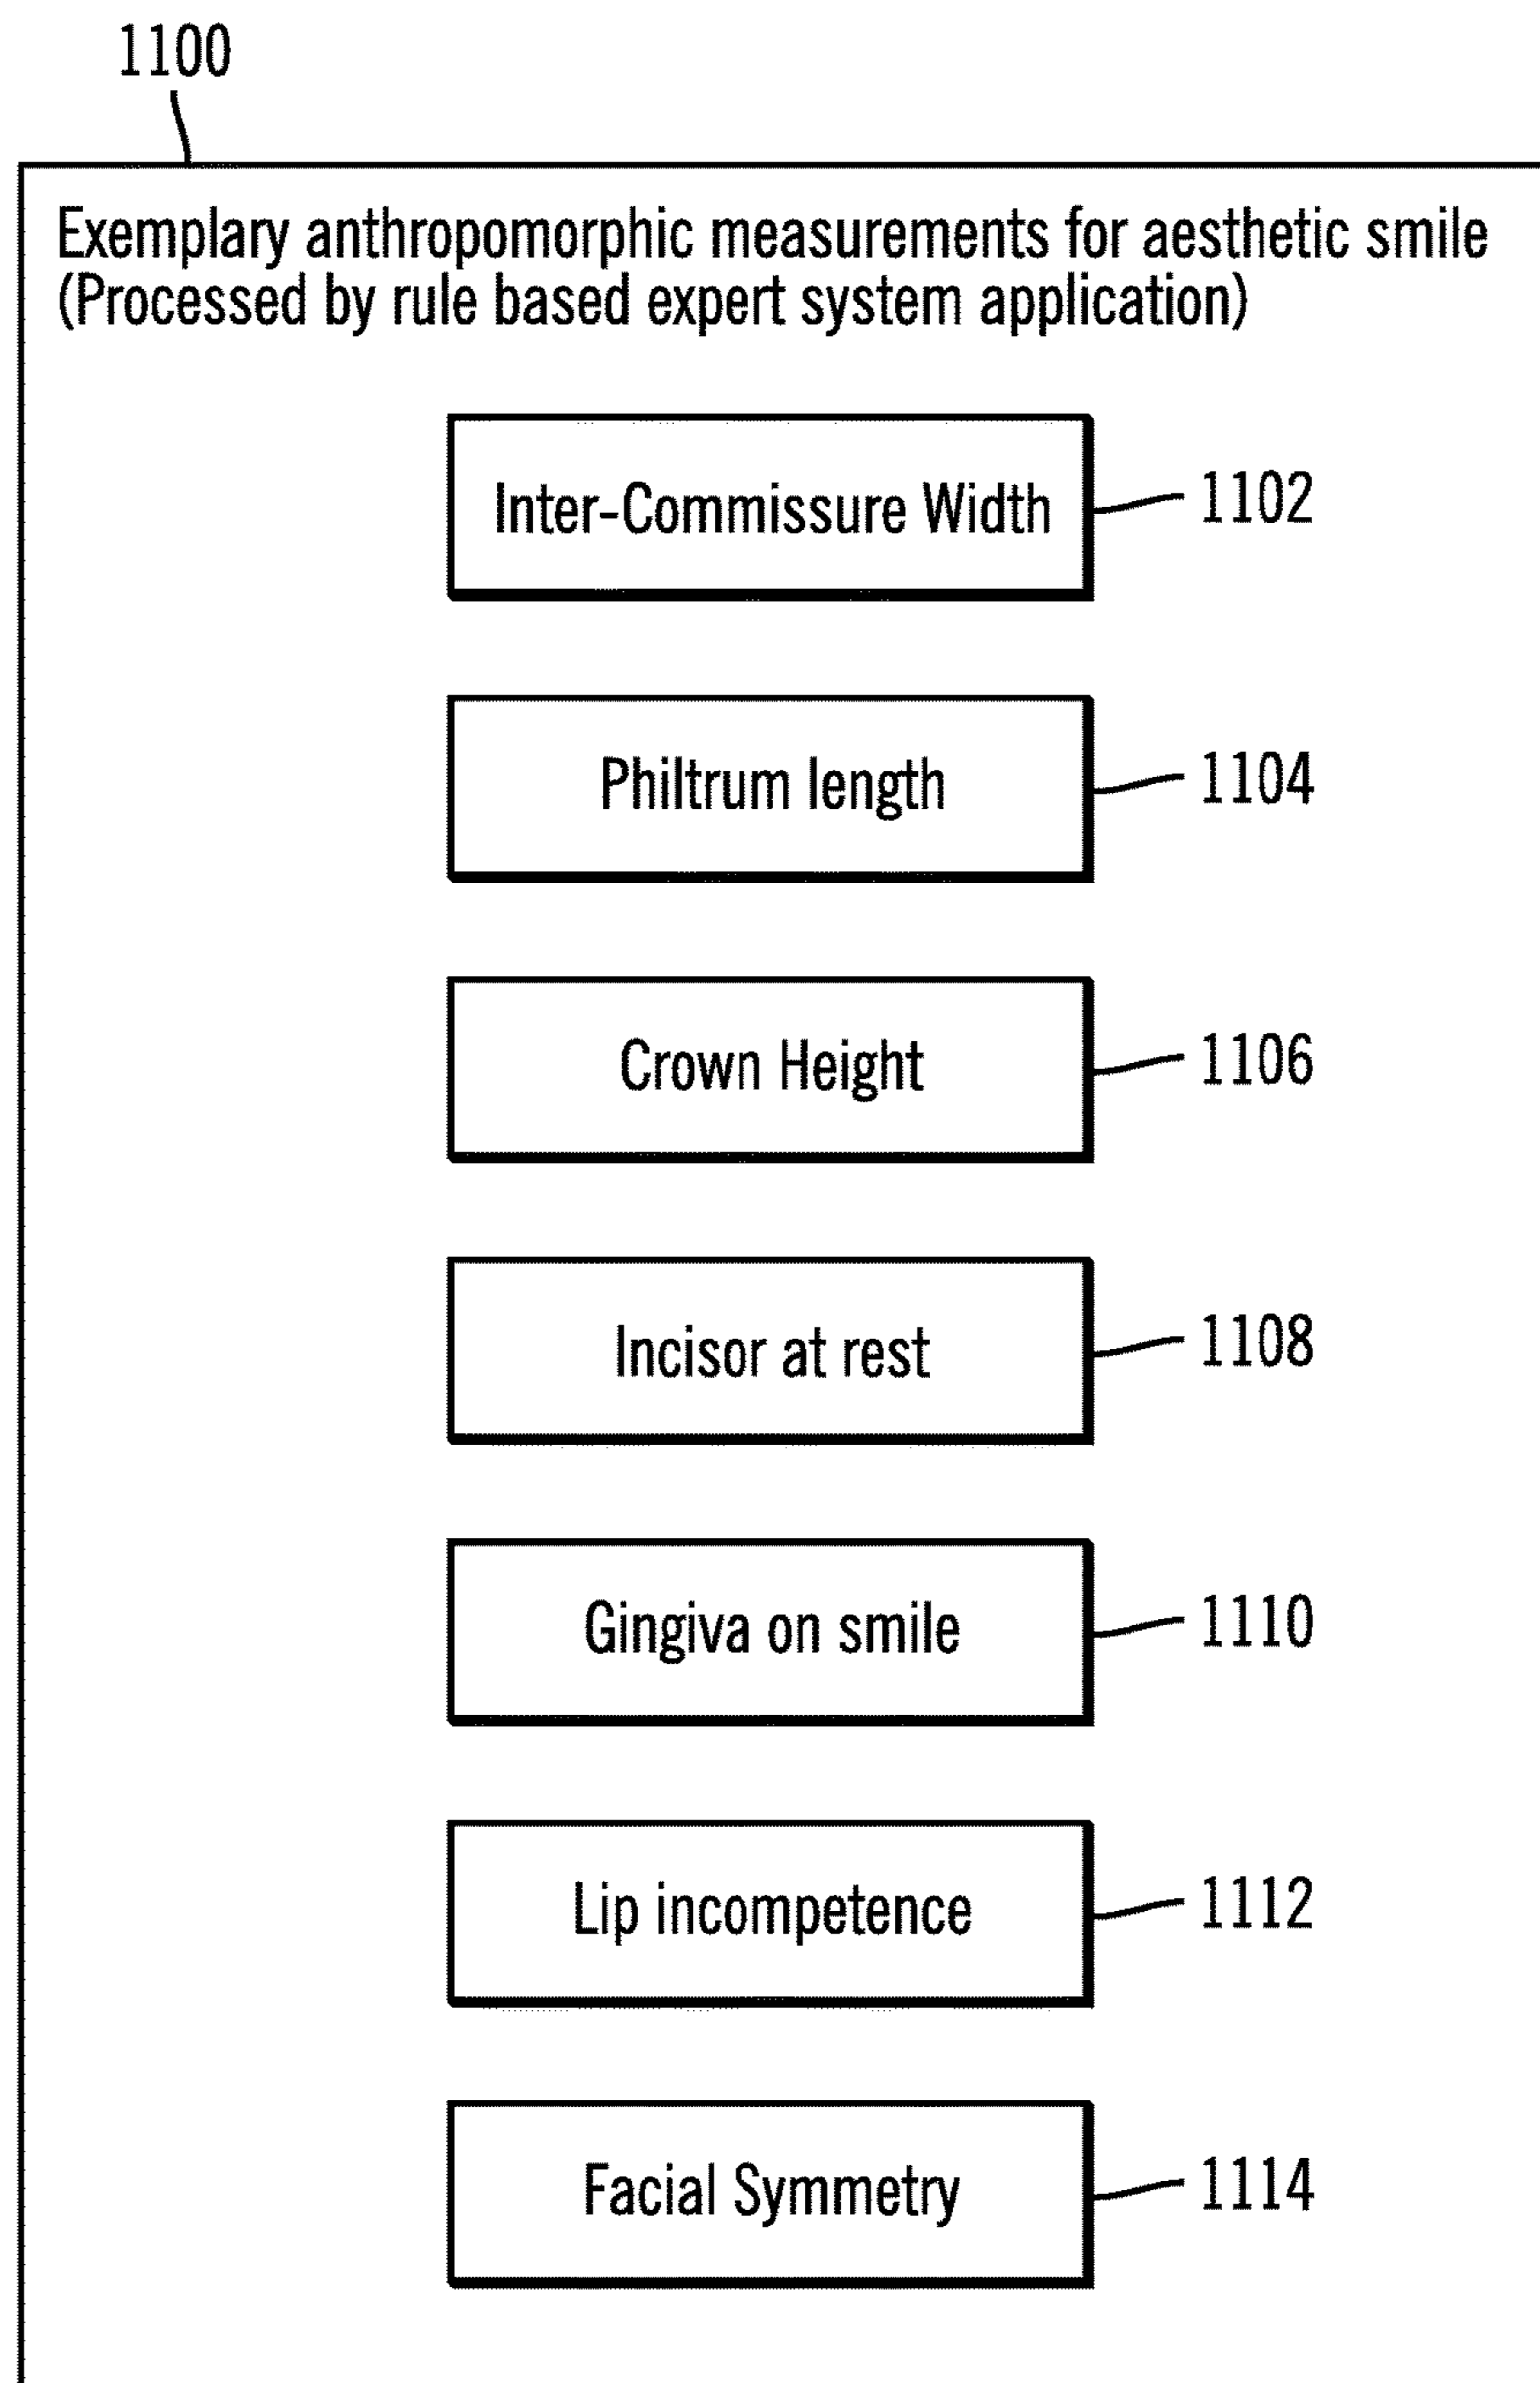 1100
Exemplary anthropomorphic measurements for aesthetic smile
(Processed by rule based expert system application)
Inter-Commissure Width
1102
Philtrum length
1104
Crown Height
1106
Incisor at rest
1108
Gingiva on smile
1110
Lip incompetence
1112
Facial Symmetry
1114